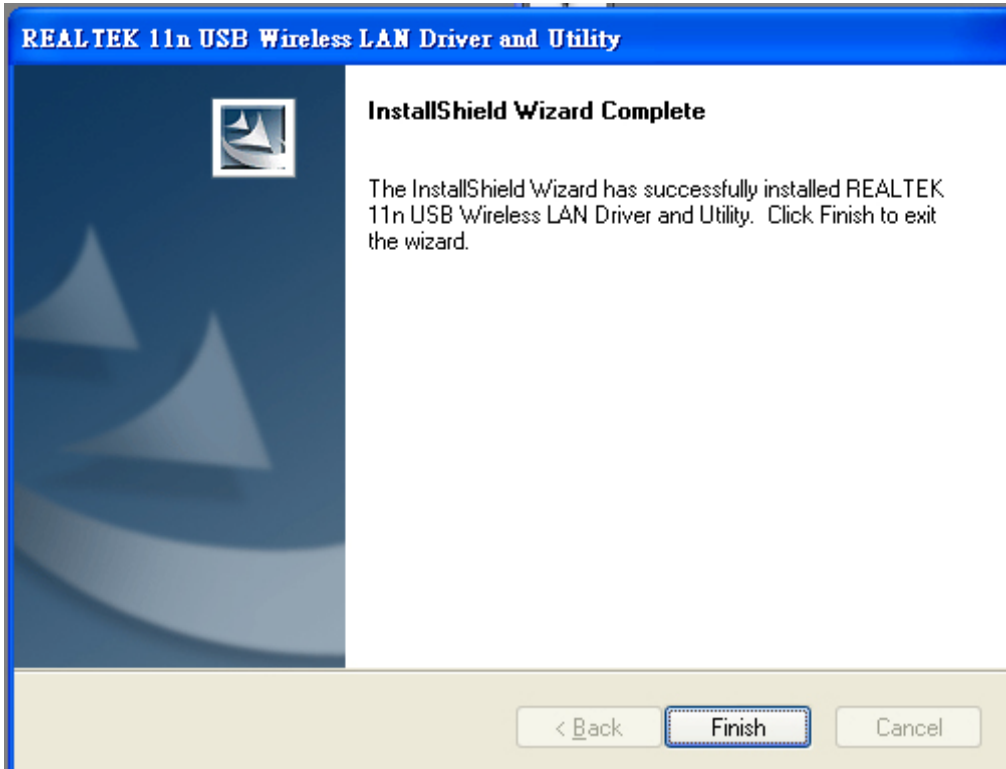 REALTEK 11n USB Wireless LAN Driver and Utility
InstallShield Wizard Complete
The InstallShield Wizard has successfully installed REALTEK
11n USB Wireless LAN Driver and Utility.  Click Finish to exit
the wizard.
< Back
Finish
Cancel